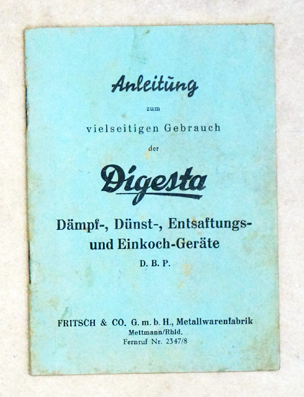 Anleitung
zum
vielseitigen Gebrauch
der
Digesta
Dämpf-, Dünst-, Entsaftungs-
und Einkoch-Geräte
D. B. P.
FRITSCH & CO. G. m. b. H., Metallwarenfabrik
Mettmann/Rhld.
Fernruf Nr. 2347/8